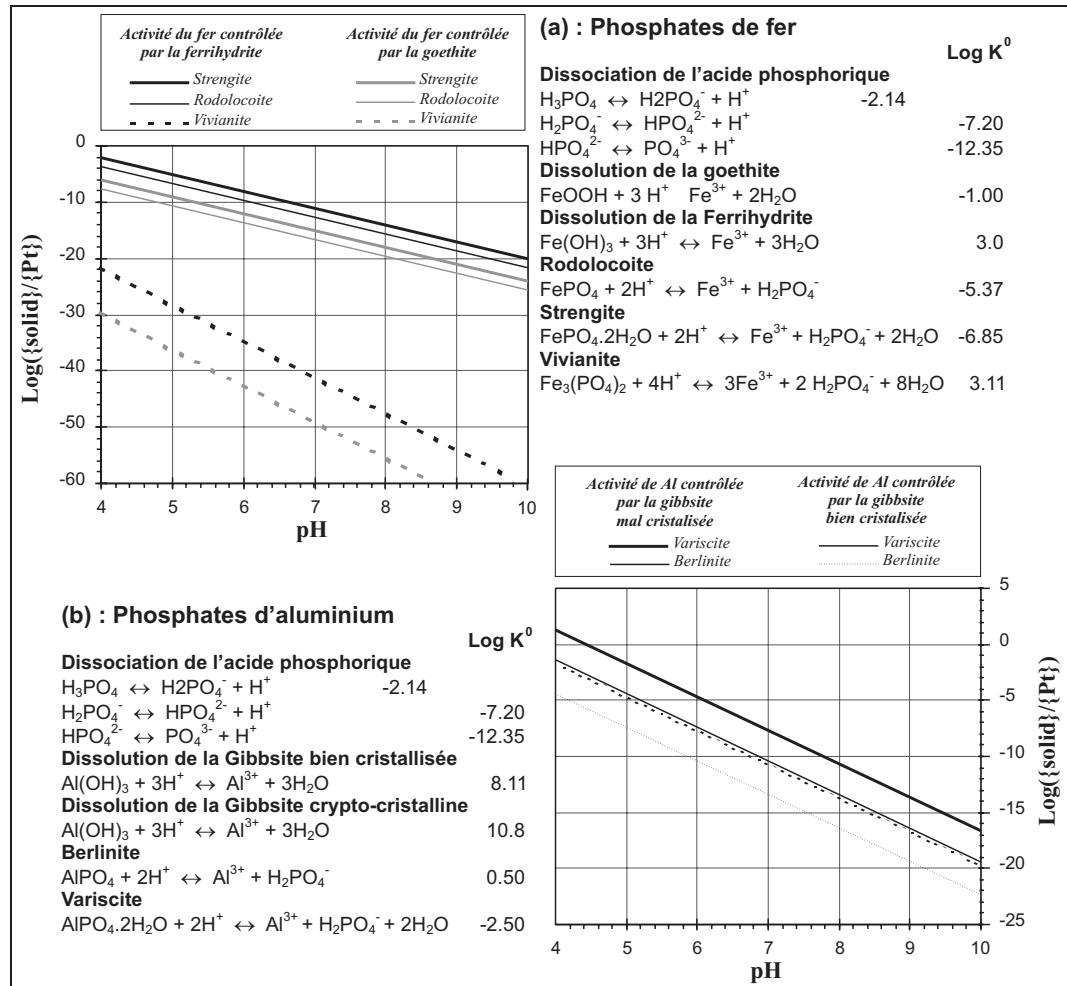 Activité du fer contrôlée par la ferrihydrite
Strengite
Rodolocoite
Vivianite
Activité du fer contrôlée par la goethite
Strengite
Rodolocoite
Vivianite
0
-10
-20
-30
-40
-50
-60
Log({solid}/{Pt})
4 5 6 7 8 9 10
pH
(a) : Phosphates de fer
Log K⁰
Dissociation de l'acide phosphorique
H₃PO₄ ↔ H2PO₄⁻ + H⁺ -2.14
H₂PO₄⁻ ↔ HPO₄²⁻ + H⁺ -7.20
HPO₄²⁻ ↔ PO₄³⁻ + H⁺ -12.35
Dissolution de la goethite
FeOOH + 3 H⁺ Fe³⁺ + 2H₂O -1.00
Dissolution de la Ferrihydrite
Fe(OH)₃ + 3H⁺ ↔ Fe³⁺ + 3H₂O 3.0
Rodolocoite
FePO₄ + 2H⁺ ↔ Fe³⁺ + H₂PO₄⁻ -5.37
Strengite
FePO₄.2H₂O + 2H⁺ ↔ Fe³⁺ + H₂PO₄⁻ + 2H₂O -6.85
Vivianite
Fe₃(PO₄)₂ + 4H⁺ ↔ 3Fe³⁺ + 2 H₂PO₄⁻ + 8H₂O 3.11
(b) : Phosphates d'aluminium
Log K⁰
Dissociation de l'acide phosphorique
H₃PO₄ ↔ H2PO₄⁻ + H⁺ -2.14
H₂PO₄⁻ ↔ HPO₄²⁻ + H⁺ -7.20
HPO₄²⁻ ↔ PO₄³⁻ + H⁺ -12.35
Dissolution de la Gibbsite bien cristallisée
Al(OH)₃ + 3H⁺ ↔ Al³⁺ + 3H₂O 8.11
Dissolution de la Gibbsite crypto-cristalline
Al(OH)₃ + 3H⁺ ↔ Al³⁺ + 3H₂O 10.8
Berlinite
AlPO₄ + 2H⁺ ↔ Al³⁺ + H₂PO₄⁻ 0.50
Variscite
AlPO₄.2H₂O + 2H⁺ ↔ Al³⁺ + H₂PO₄⁻ + 2H₂O -2.50
Activité de Al contrôlée
par la gibbsite
mal cristalisée
Variscite
Berlinite
Activité de Al contrôlée
par la gibbsite
bien cristalisée
Variscite
Berlinite
5
0
-5
-10
-15
-20
-25
Log({solid}/{Pt})
4 5 6 7 8 9 10
pH